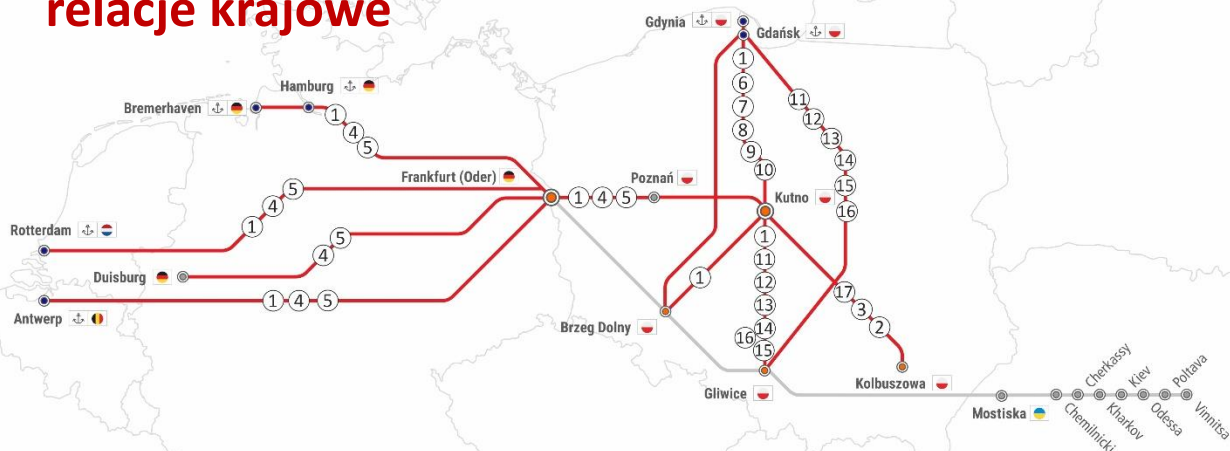 relacje krajowe
Gdynia
Gdańsk
Hamburg
Bremerhaven
1
4
5
1
6
7
8
9
10
11
12
13
14
15
16
Frankfurt (Oder)
1 4 5
Poznań
Kutno
5
4
1
Rotterdam
5
4
Duisburg
1 4 5
Antwerp
1
Brzeg Dolny
1
11
12
13
14
16
15
Gliwice
17
3
2
Kolbuszowa
Mostiska
Chemilnicki
Cherkassy
Kharkov
Kiev
Odessa
Poltava
Vinnitsa